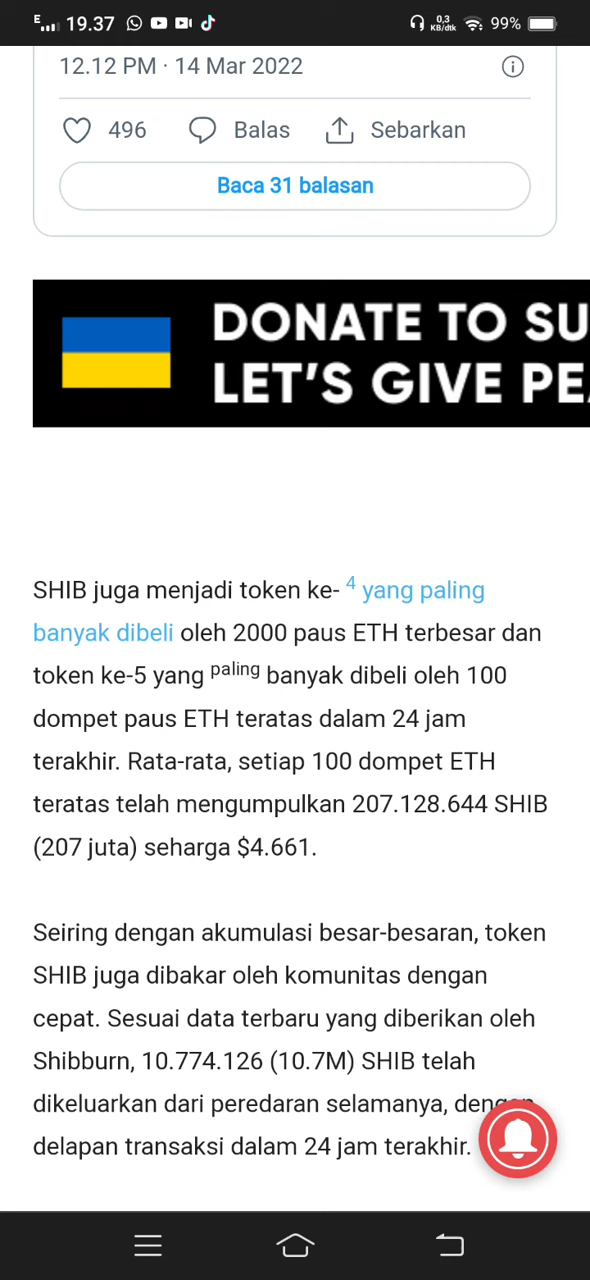 E 19.37 0,3 KB/dtk 99%
12.12 PM · 14 Mar 2022
496 Balas Sebarkan
Baca 31 balasan
DONATE TO SU
LET'S GIVE PE
SHIB juga menjadi token ke- 4 yang paling
banyak dibeli oleh 2000 paus ETH terbesar dan
token ke-5 yang paling banyak dibeli oleh 100
dompet paus ETH teratas dalam 24 jam
terakhir. Rata-rata, setiap 100 dompet ETH
teratas telah mengumpulkan 207.128.644 SHIB
(207 juta) seharga $4.661.
Seiring dengan akumulasi besar-besaran, token
SHIB juga dibakar oleh komunitas dengan
cepat. Sesuai data terbaru yang diberikan oleh
Shibburn, 10.774.126 (10.7M) SHIB telah
dikeluarkan dari peredaran selamanya, dengan
delapan transaksi dalam 24 jam terakhir.